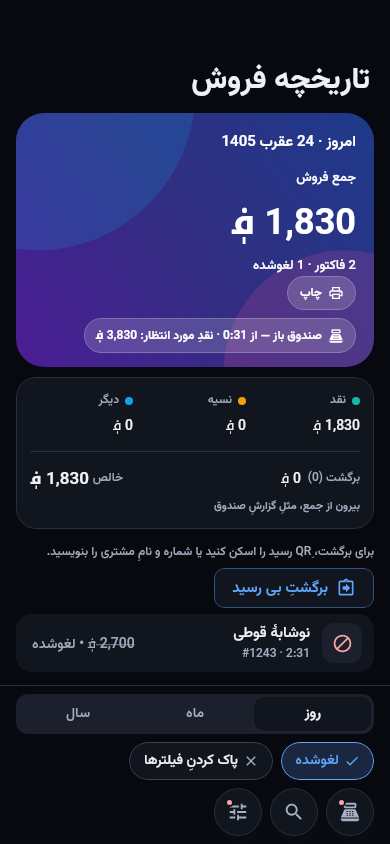 تاریخچه فروش
امروز · 24 عقرب 1405
جمع فروش
1,830 ؋
2 فاکتور · 1 لغوشده
چاپ
صندوق باز — از 0:31 · نقدِ مورد انتظار: 3,830 ؋
نقد
1,830 ؋
نسیه
0 ؋
دیگر
0 ؋
برگشت (0) 0 ؋
خالص 1,830 ؋
بیرون از جمع، مثلِ گزارشِ صندوق
برای برگشت، QRِ رسید را اسکن کنید یا شماره و نامِ مشتری را بنویسید.
برگشتِ بی رسید
نوشابهٔ قوطی
#1243 · 2:31
2,700 ؋ • لغوشده
روز
ماه
سال
لغوشده
پاک کردنِ فیلترها